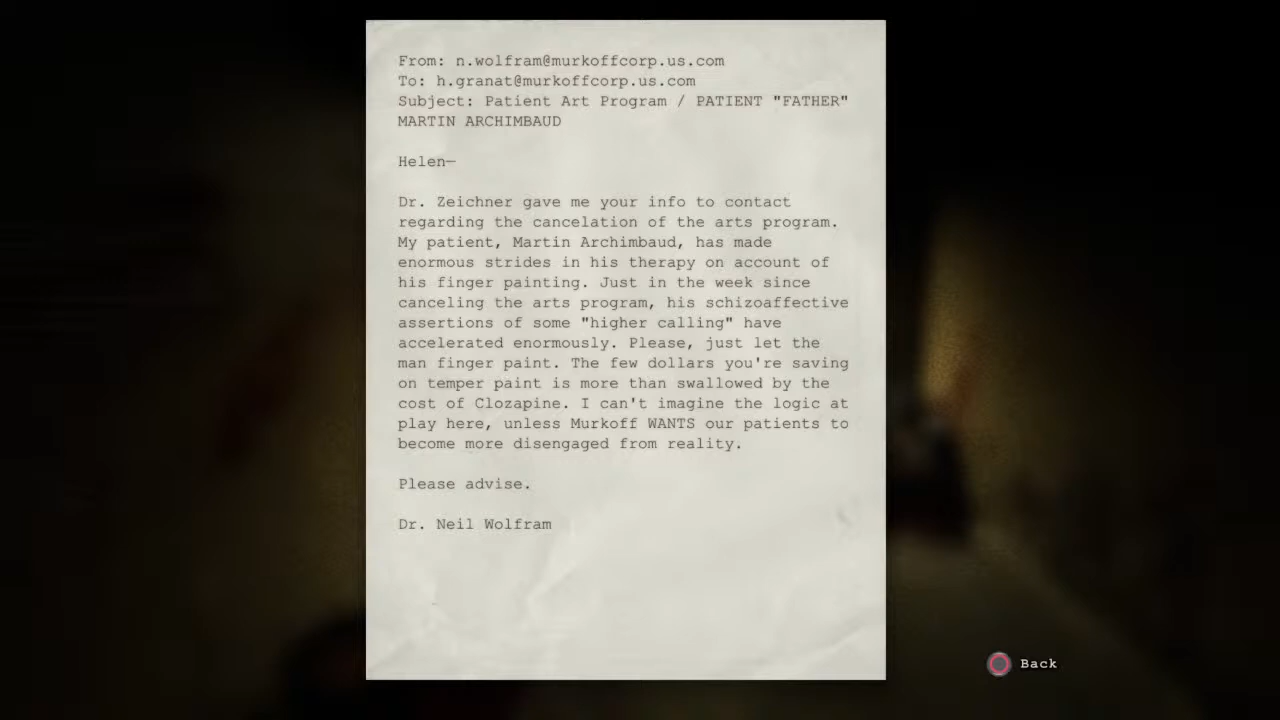 From: n.wolfram@murkoffcorp.us.com
To: h.granat@murkoffcorp.us.com
Subject: Patient Art Program / PATIENT "FATHER"
MARTIN ARCHIMBAUD
Helen—
Dr. Zeichner gave me your info to contact
regarding the cancelation of the arts program.
My patient, Martin Archimbaud, has made
enormous strides in his therapy on account of
his finger painting. Just in the week since
canceling the arts program, his schizoaffective
assertions of some "higher calling" have
accelerated enormously. Please, just let the
man finger paint. The few dollars you're saving
on temper paint is more than swallowed by the
cost of Clozapine. I can't imagine the logic at
play here, unless Murkoff WANTS our patients to
become more disengaged from reality.
Please advise.
Dr. Neil Wolfram
Back